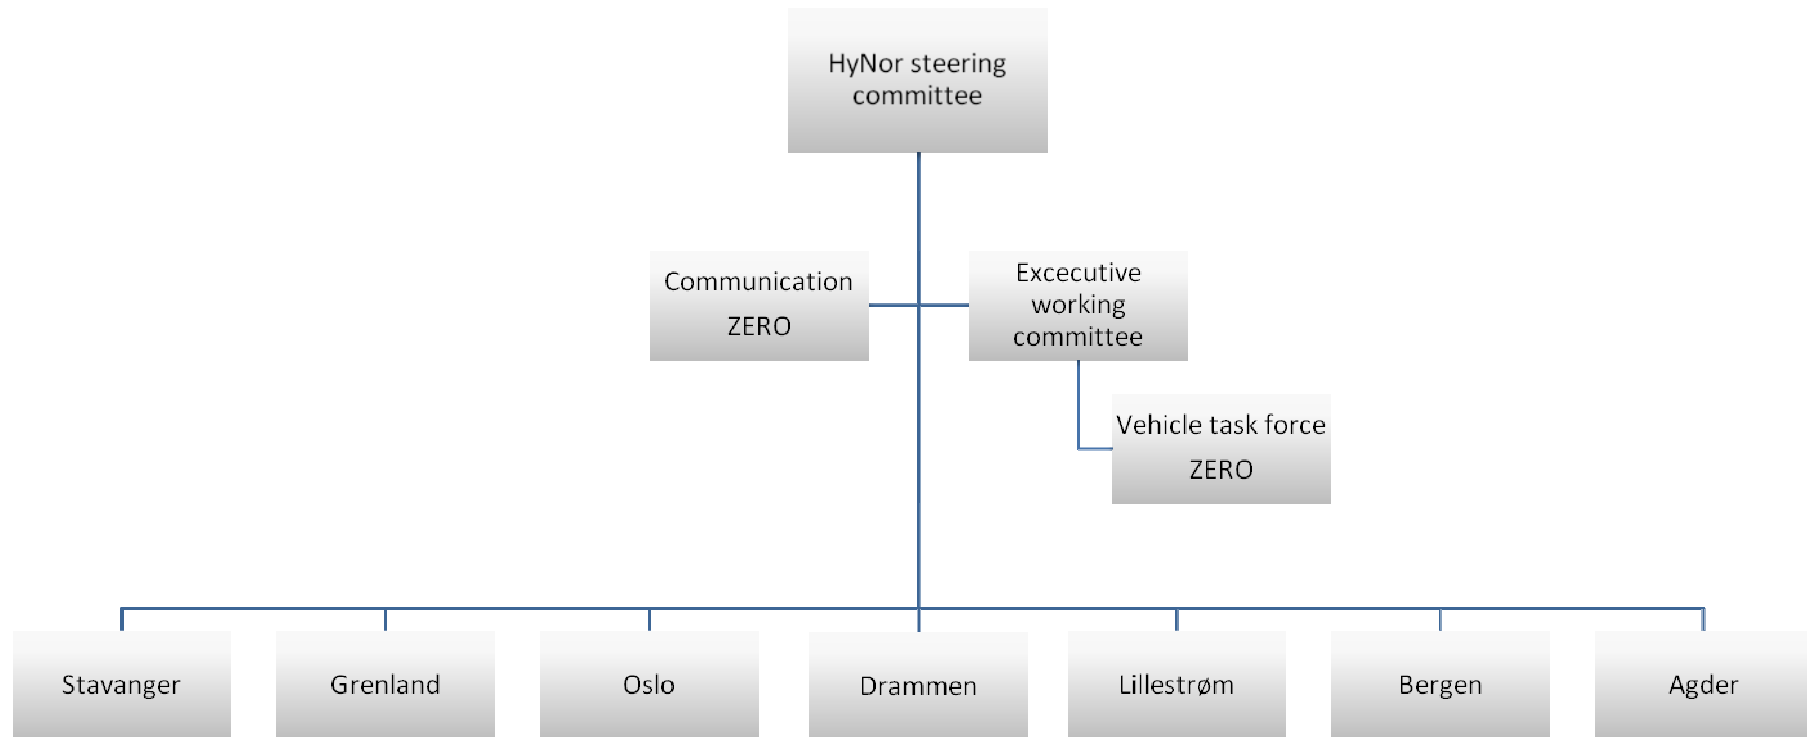 HyNor steering
committee
Communication
ZERO
Excecutive
working
committee
Vehicle task force
ZERO
Stavanger
Grenland
Oslo
Drammen
Lillestrøm
Bergen
Agder